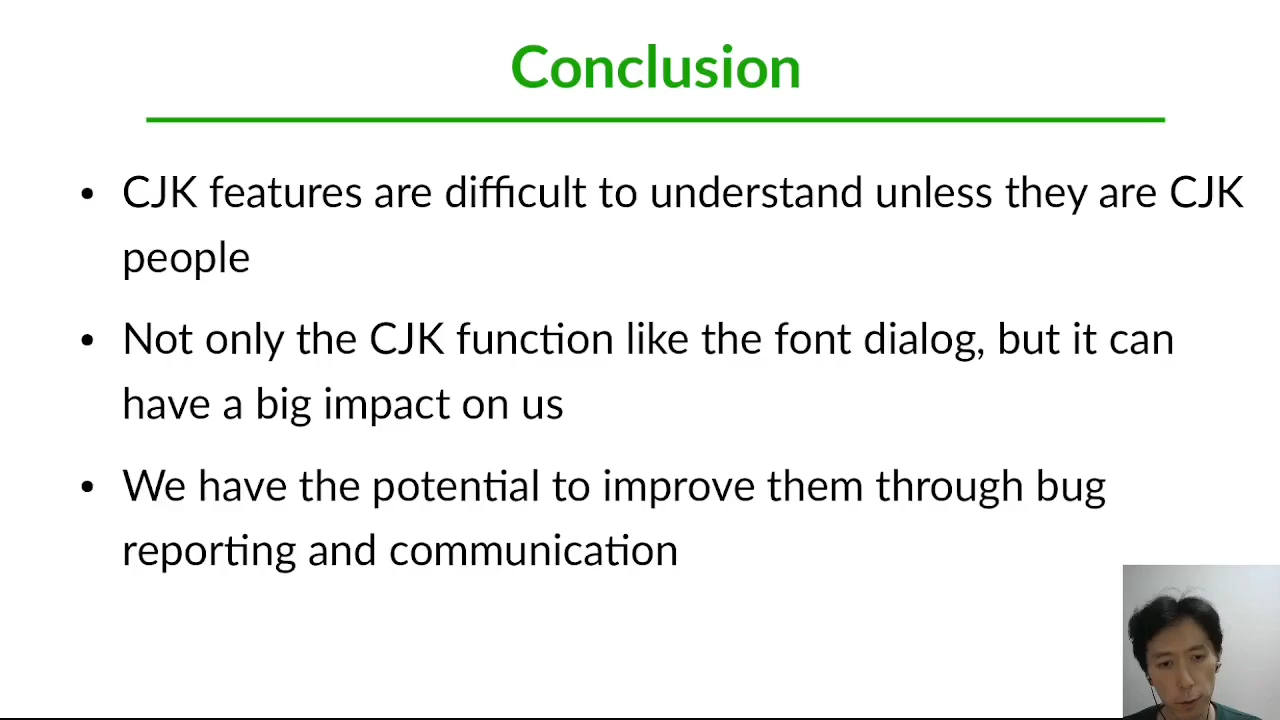 Conclusion
• CJK features are difficult to understand unless they are CJK
people
• Not only the CJK function like the font dialog, but it can
have a big impact on us
• We have the potential to improve them through bug
reporting and communication